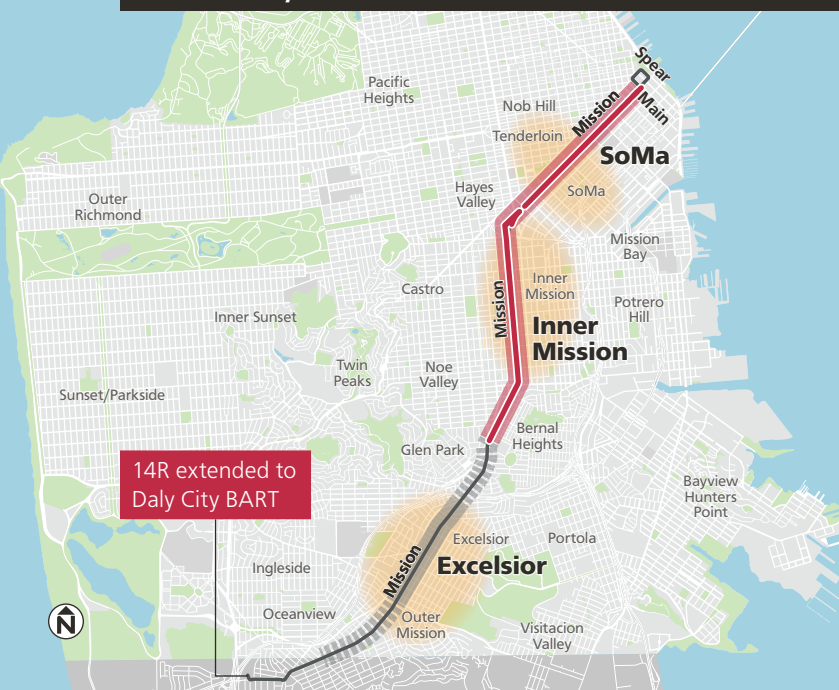 Spear
Pacific
Heights
Mission
Main
Nob Hill
Tenderloin
SoMa
Hayes
Valley
SoMa
Outer
Richmond
Mission
Bay
Castro
Inner
Mission
Mission
Potrero
Hill
Inner Sunset
Inner
Mission
Twin
Peaks
Noe
Valley
Sunset/Parkside
Bernal
Heights
Glen Park
14R extended to
Daly City BART
Bayview
Hunters
Point
Excelsior
Portola
Mission
Excelsior
Ingleside
Oceanview
Outer
Mission
N
Visitacion
Valley